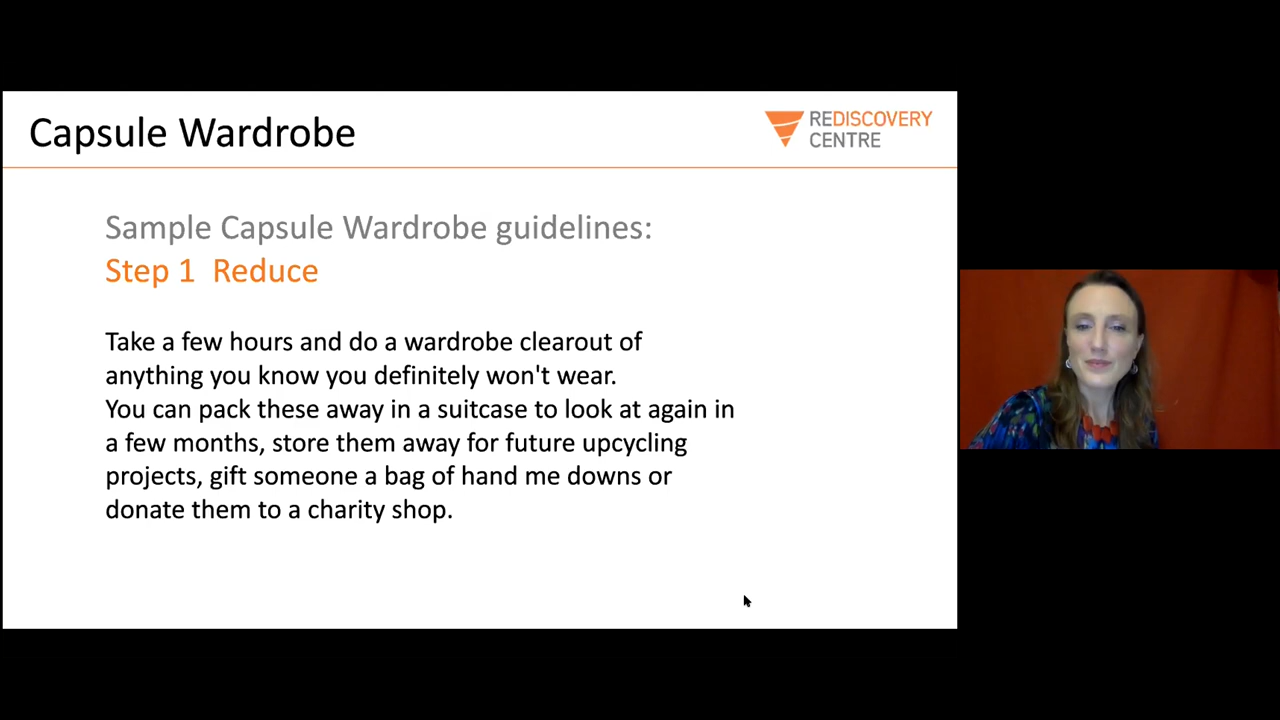 Capsule Wardrobe
REDISCOVERY
CENTRE
Sample Capsule Wardrobe guidelines:
Step 1  Reduce
Take a few hours and do a wardrobe clearout of
anything you know you definitely won't wear.
You can pack these away in a suitcase to look at again in
a few months, store them away for future upcycling
projects, gift someone a bag of hand me downs or
donate them to a charity shop.